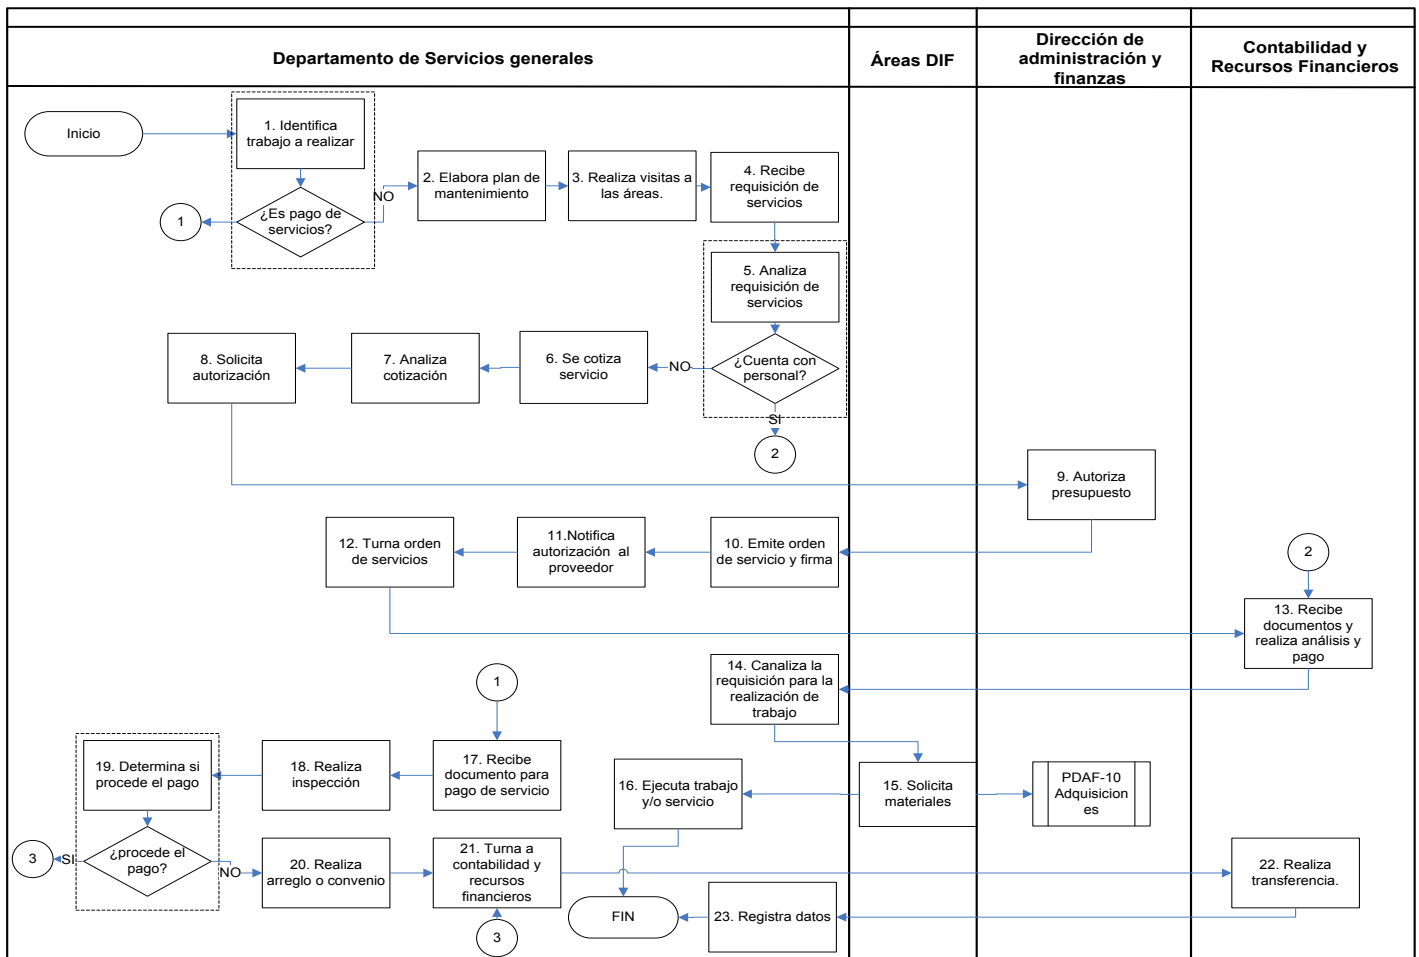 Departamento de Servicios generales
Áreas DIF
Dirección de
administración y
finanzas
Contabilidad y
Recursos Financieros
Inicio
1. Identifica
trabajo a realizar
¿Es pago de
servicios?
1
NO
2. Elabora plan de
mantenimiento
3. Realiza visitas a
las áreas.
4. Recibe
requisición de
servicios
5. Analiza
requisición de
servicios
¿Cuenta con
personal?
NO
SI
2
6. Se cotiza
servicio
7. Analiza
cotización
8. Solicita
autorización
9. Autoriza
presupuesto
10. Emite orden
de servicio y firma
11.Notifica
autorización al
proveedor
12. Turna orden
de servicios
2
13. Recibe
documentos y
realiza análisis y
pago
14. Canaliza la
requisición para la
realización de
trabajo
15. Solicita
materiales
PDAF-10
Adquisicion
es
16. Ejecuta trabajo
y/o servicio
1
17. Recibe
documento para
pago de servicio
18. Realiza
inspección
19. Determina si
procede el pago
¿procede el
pago?
SI
3
NO
20. Realiza
arreglo o convenio
21. Turna a
contabilidad y
recursos
financieros
3
22. Realiza
transferencia.
23. Registra datos
FIN